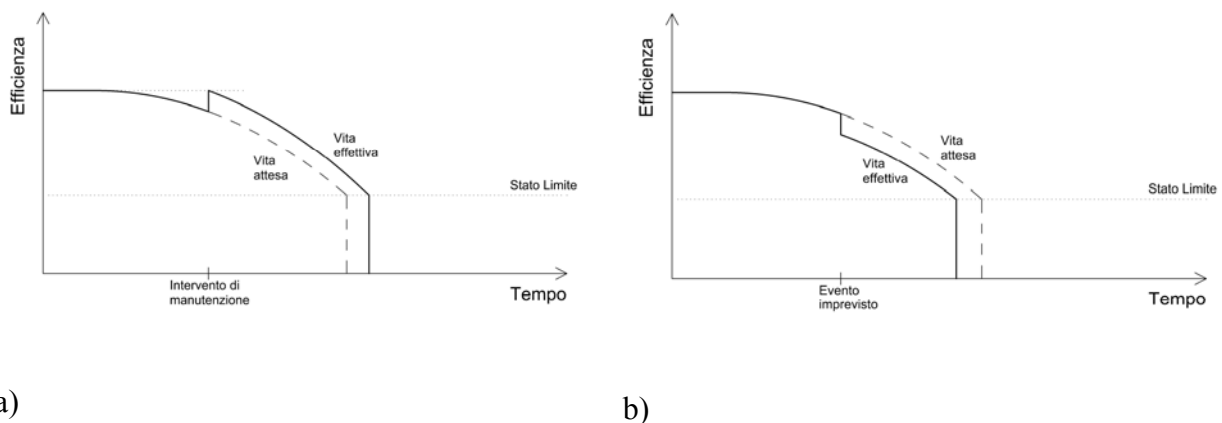 Efficienza
Vita
effettiva
Vita
attesa
Stato Limite
Intervento di
manutenzione
Tempo
a)
Efficienza
Vita
attesa
Vita
effettiva
Stato Limite
Evento
imprevisto
Tempo
b)